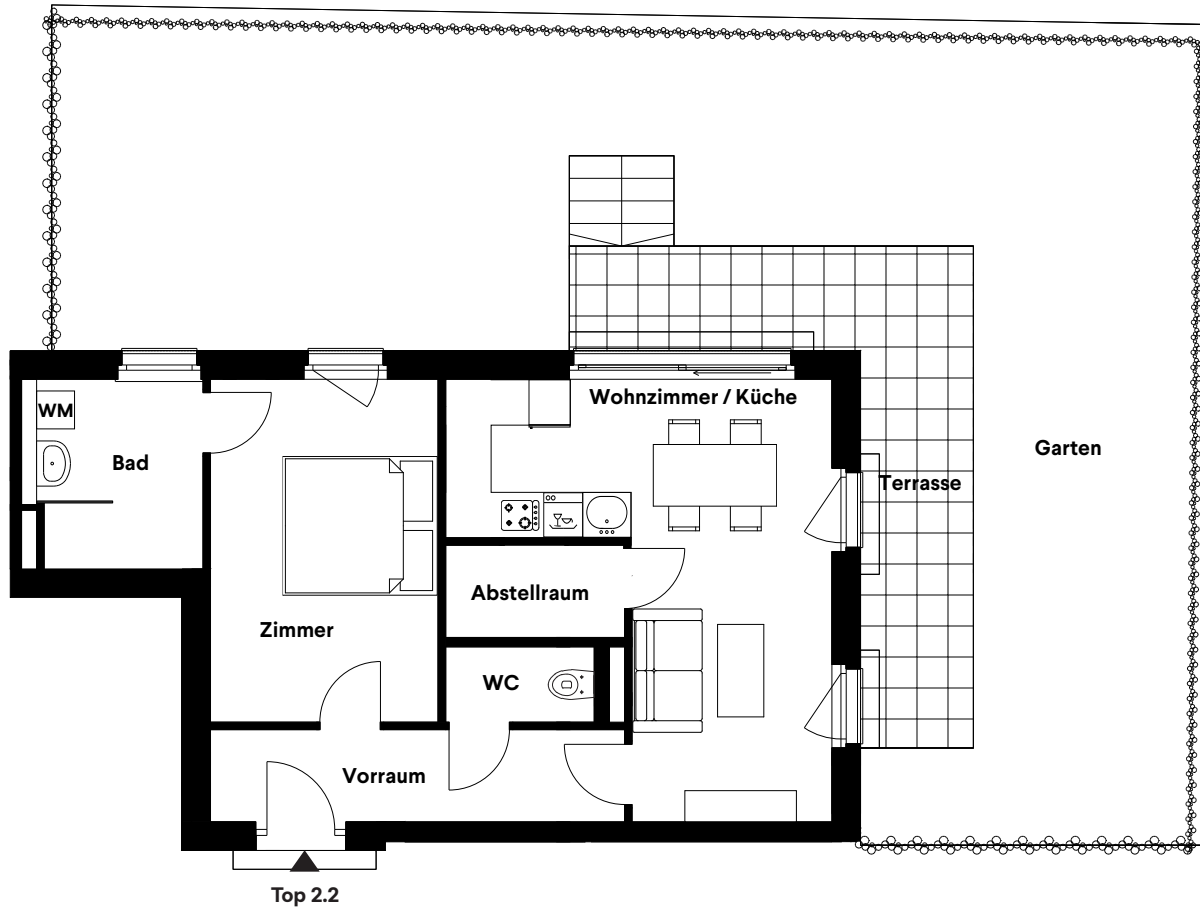 Wohnzimmer / Küche
WM
Bad
Garten
Terrasse
Abstellraum
Zimmer
WC
Vorraum
Top 2.2